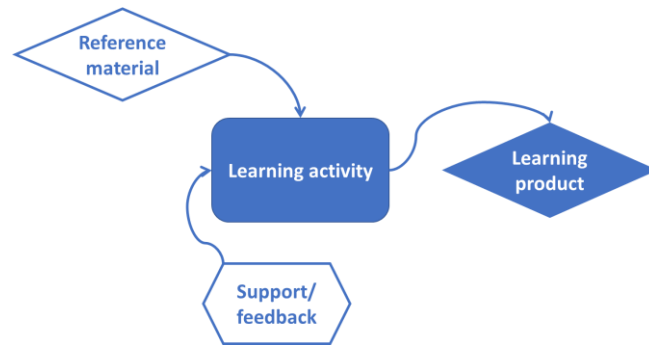 Reference
material
Learning activity
Learning
product
Support/
feedback